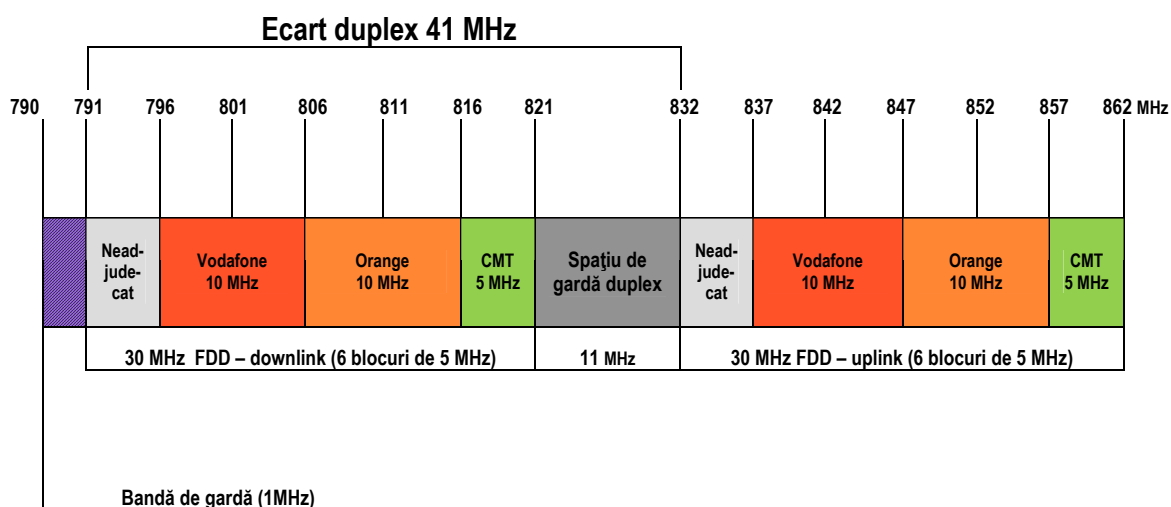 Ecart duplex 41 MHz
790 791 796 801 806 811 816 821 832 837 842 847 852 857 862 MHz
Nead-
jude-
cat
Vodafone
10 MHz
Orange
10 MHz
CMT
5 MHz
Spaţiu de
gardă duplex
Nead-
jude-
cat
Vodafone
10 MHz
Orange
10 MHz
CMT
5 MHz
30 MHz FDD – downlink (6 blocuri de 5 MHz)
11 MHz
30 MHz FDD – uplink (6 blocuri de 5 MHz)
Bandă de gardă (1MHz)